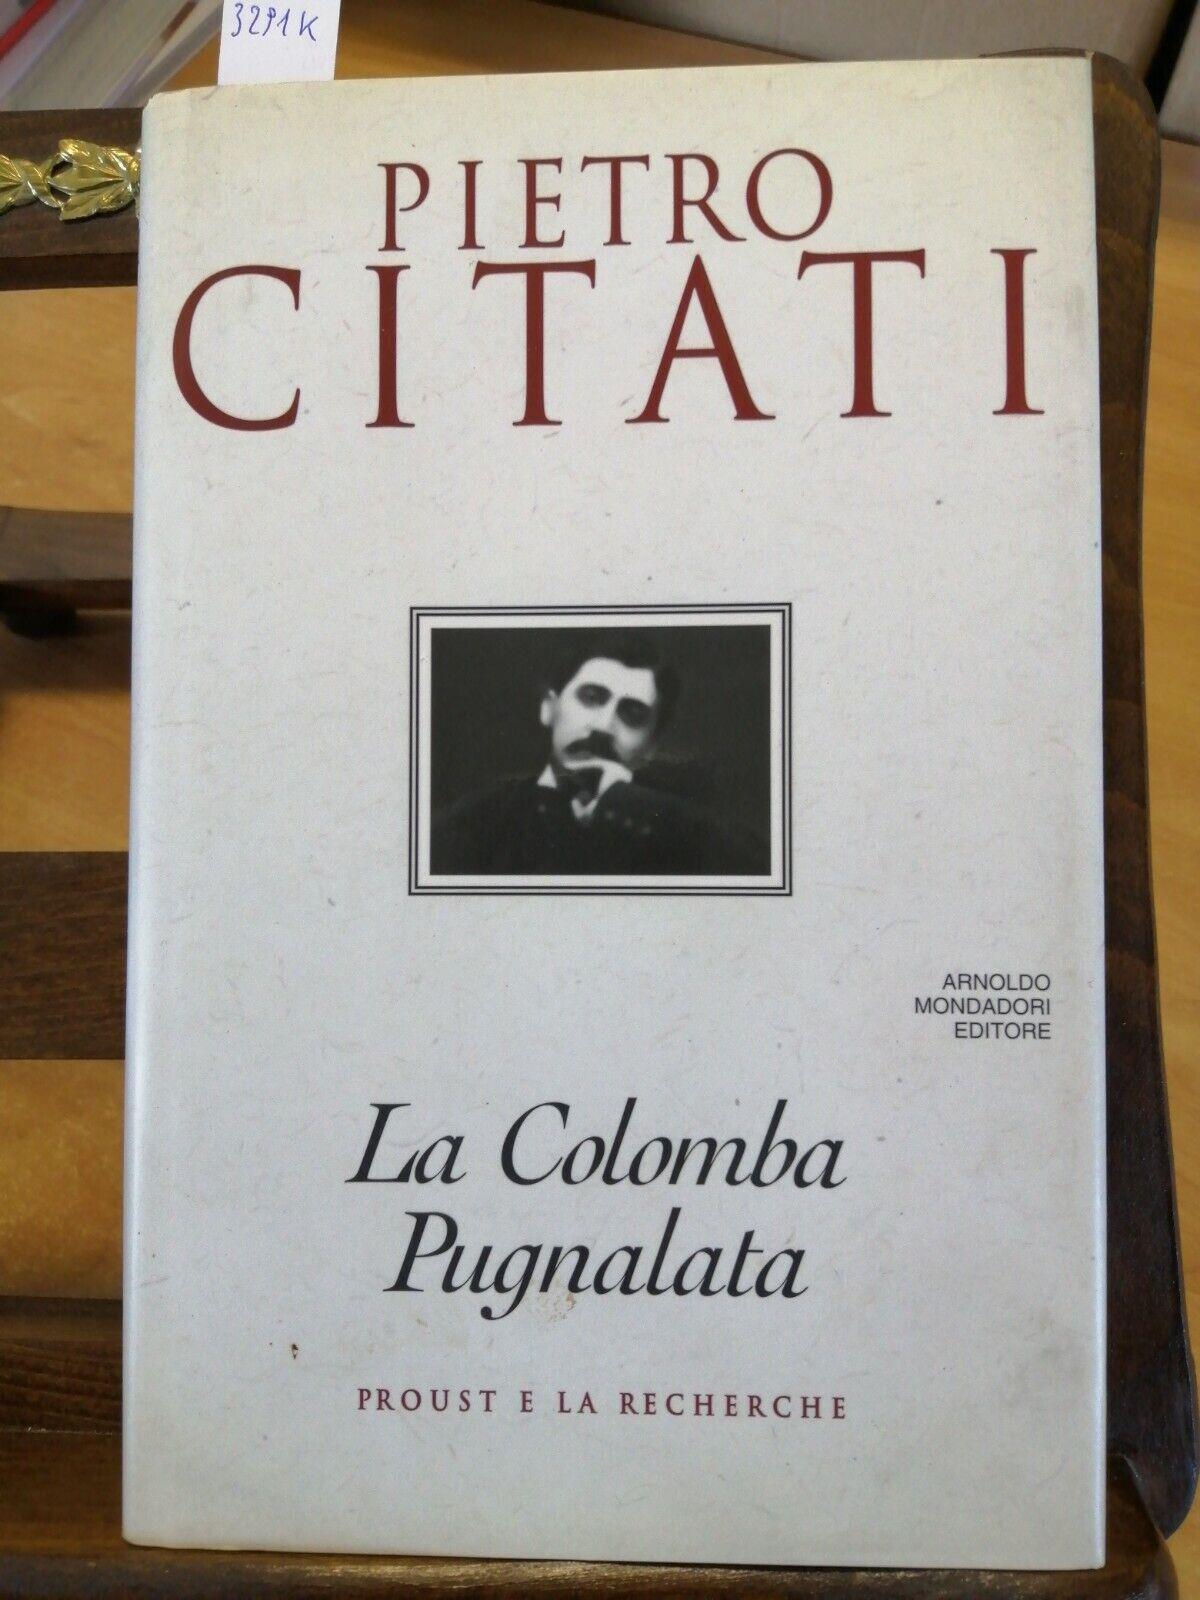 3291K
PIETRO
CITATI
ARNOLDO
MONDADORI
EDITORE
La Colomba
Pugnalata
PROUST E LA RECHERCHE